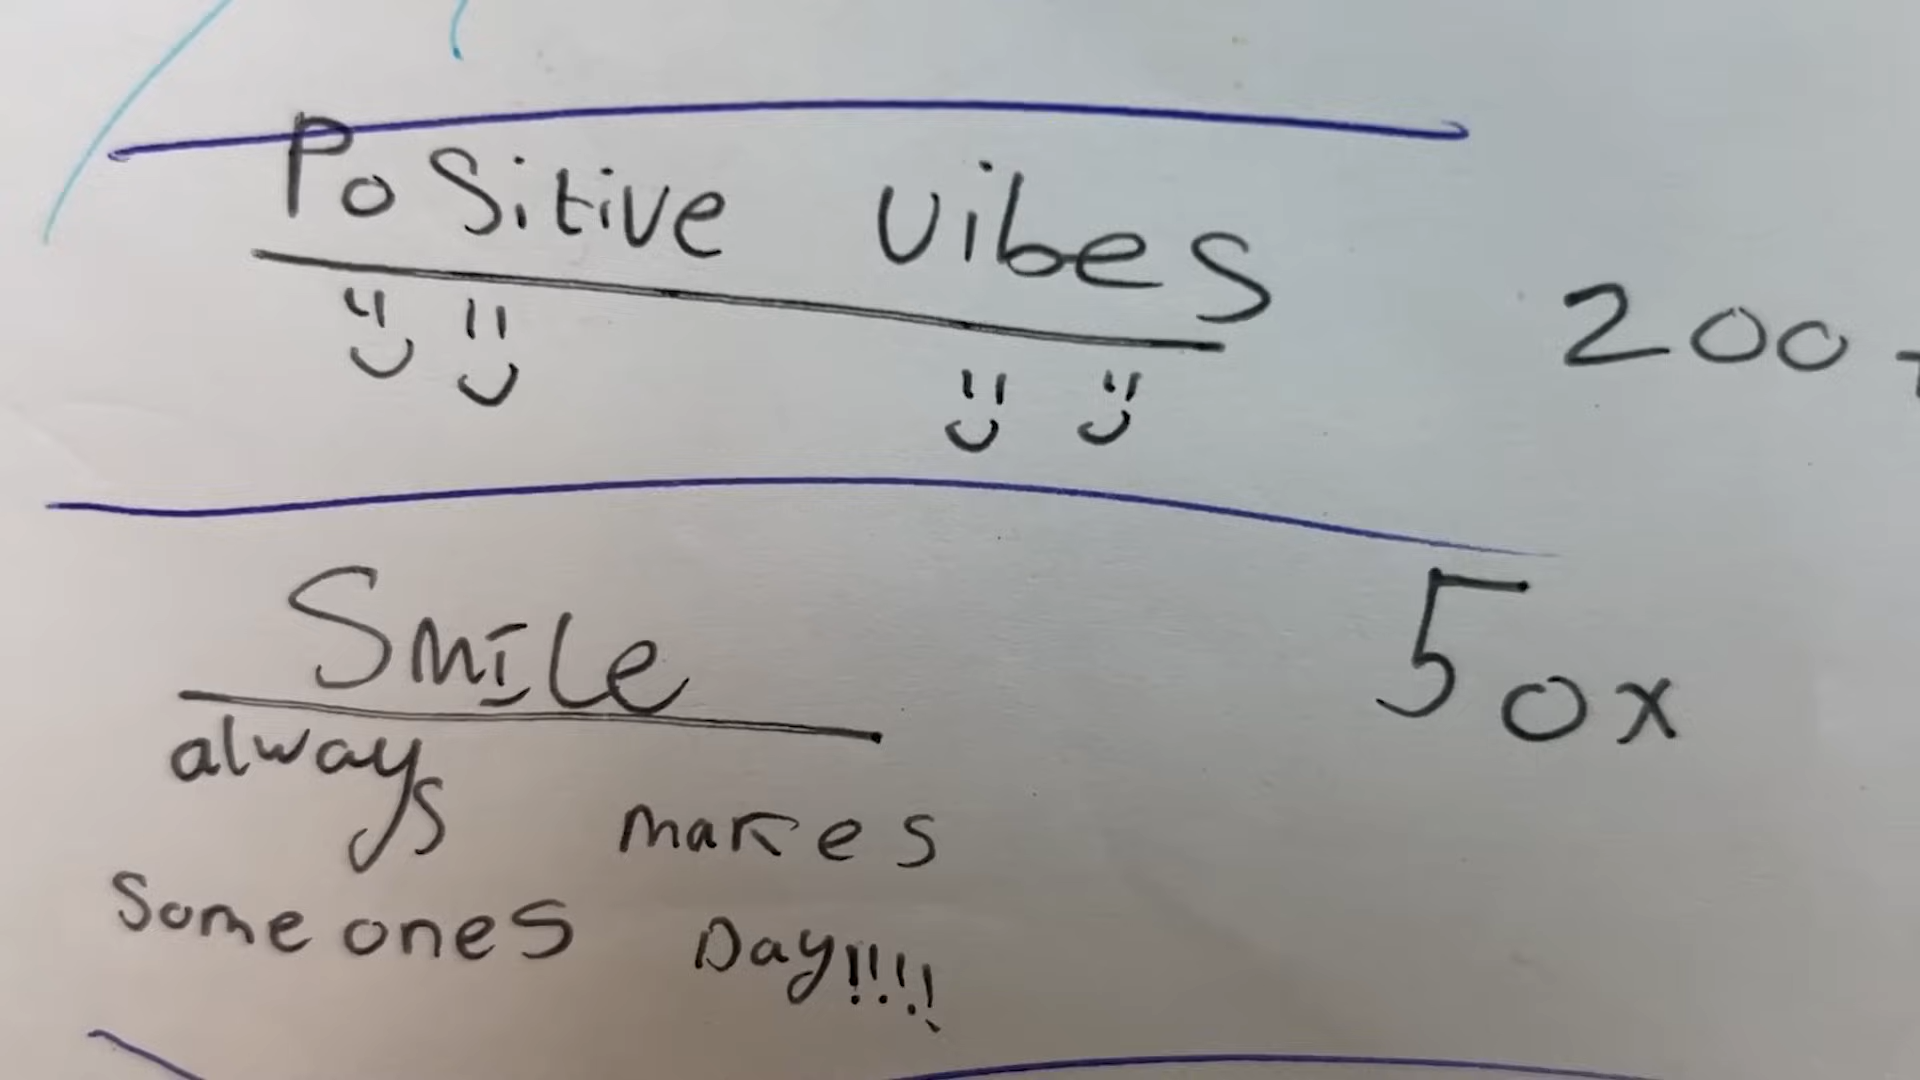 Positive vibes
200+
Smile
50x
always makes
Someones Day!!!!